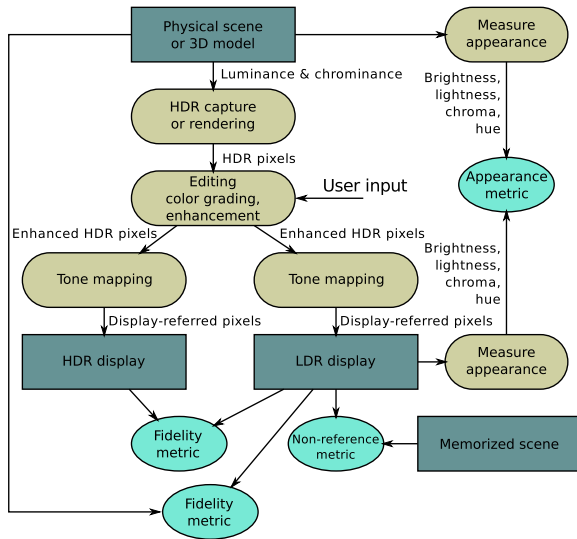 Physical scene
or 3D model
Measure
appearance
Luminance & chrominance
Brightness,
lightness,
chroma,
hue
HDR capture
or rendering
HDR pixels
Editing
color grading,
enhancement
User input
Appearance
metric
Enhanced HDR pixels
Enhanced HDR pixels
Brightness,
lightness,
chroma,
hue
Tone mapping
Tone mapping
Display-referred pixels
Display-referred pixels
HDR display
LDR display
Measure
appearance
Fidelity
metric
Non-reference
metric
Memorized scene
Fidelity
metric